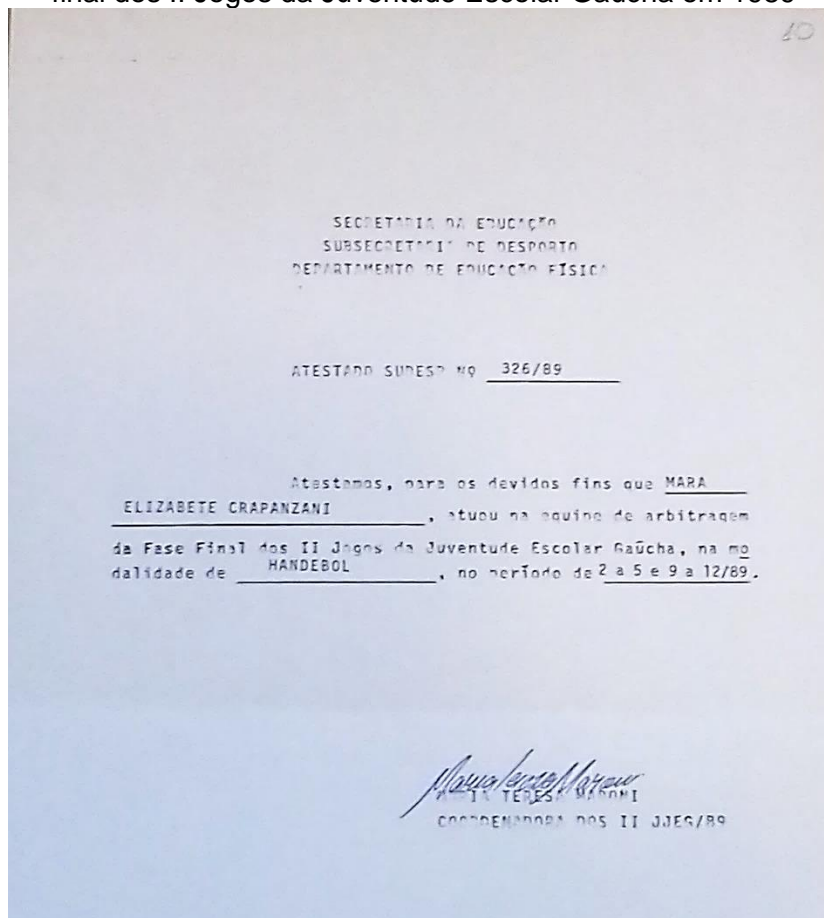 final dos II Jogos da Juventude Escolar Gaúcha em 1989
10
SECRETARIA DA EDUCAÇÃO
SUBSECRETARIA DE DESPORTO
DEPARTAMENTO DE EDUCAÇÃO FÍSICA
ATESTADO SUDESP Nº 326/89
Atestamos, para os devidos fins que MARA
ELIZABETE CRAPANZANI, atuou na equipe de arbitragem
da Fase Final dos II Jogos da Juventude Escolar Gaúcha, na mo
dalidade de HANDEBOL, no período de 2 a 5 e 9 a 12/89.
MARIA TERESA
COORDENADORA DOS II JJEG/89